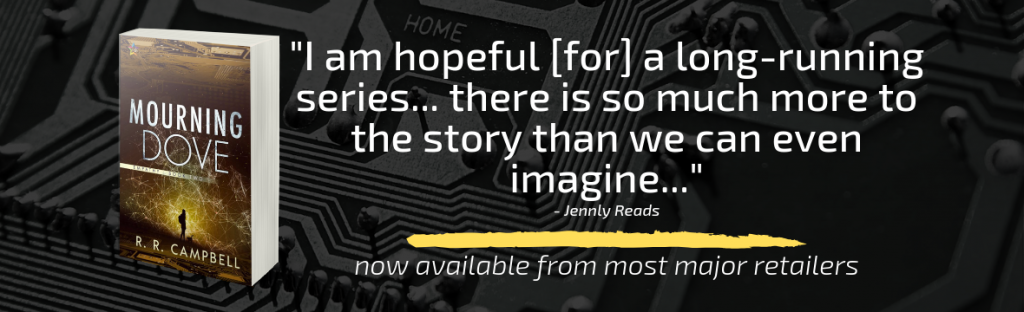 HOME
MOURNING
DOVE
R. R. CAMPBELL
"I am hopeful [for] a long-running
series... there is so much more to
the story than we can even
imagine..."
- Jennly Reads
now available from most major retailers